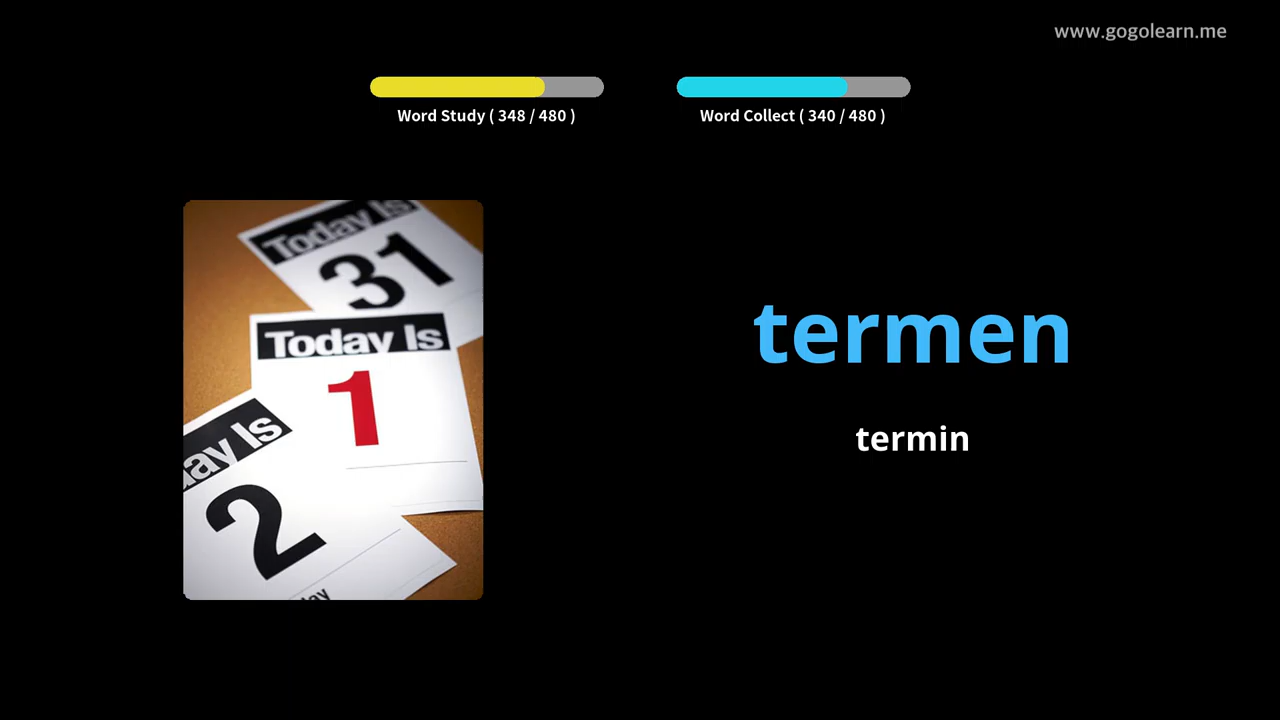 www.gogolearn.me
Word Study ( 348 / 480 )
Word Collect ( 340 / 480 )
Today Is
31
Today Is
1
day Is
2
termen
termin